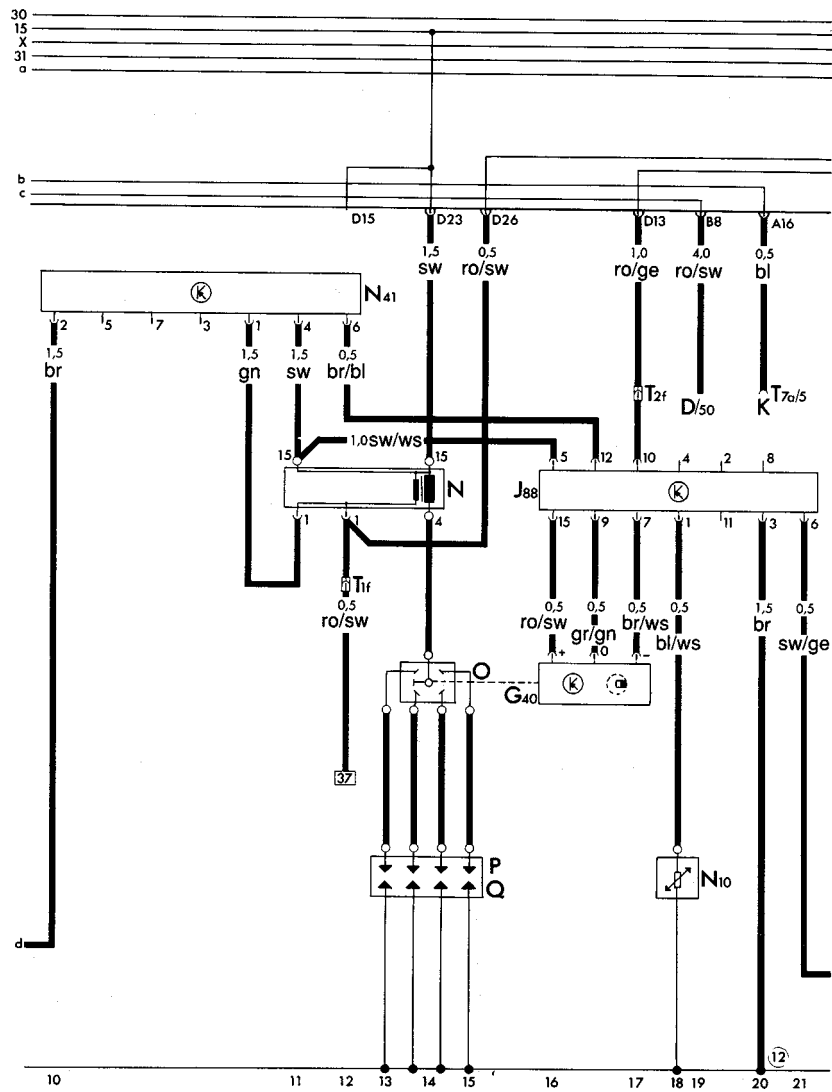 30
15
X
31
a
b
c
D15 D23 D26 D13 B8 A16
1,5 0,5 1,0 4,0 0,5
sw ro/sw ro/ge ro/sw bl
N41
2 5 7 3 1 4 6
1,5 1,5 1,5 0,5
br gn sw br/bl
T2f D/50 K T7a/5
15 1,0 sw/ws 15 5 12 10 4 2 8
N J88
1 1 4 15 9 7 1 11 3 6
T1f
0,5 0,5 0,5 0,5 0,5 1,5 0,5
ro/sw ro/sw gr/gn br/ws bl/ws br sw/ge
+ 0 –
O
G40
37
P
Q
N10
d
12
10 11 12 13 14 15 16 17 18 19 20 21